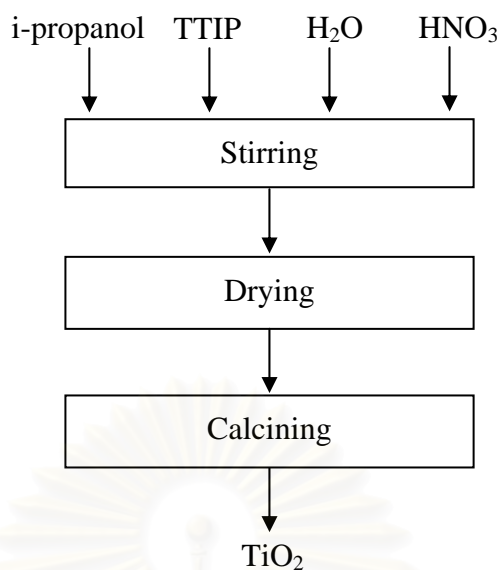 i-propanol TTIP H₂O HNO₃
Stirring
Drying
Calcining
TiO₂